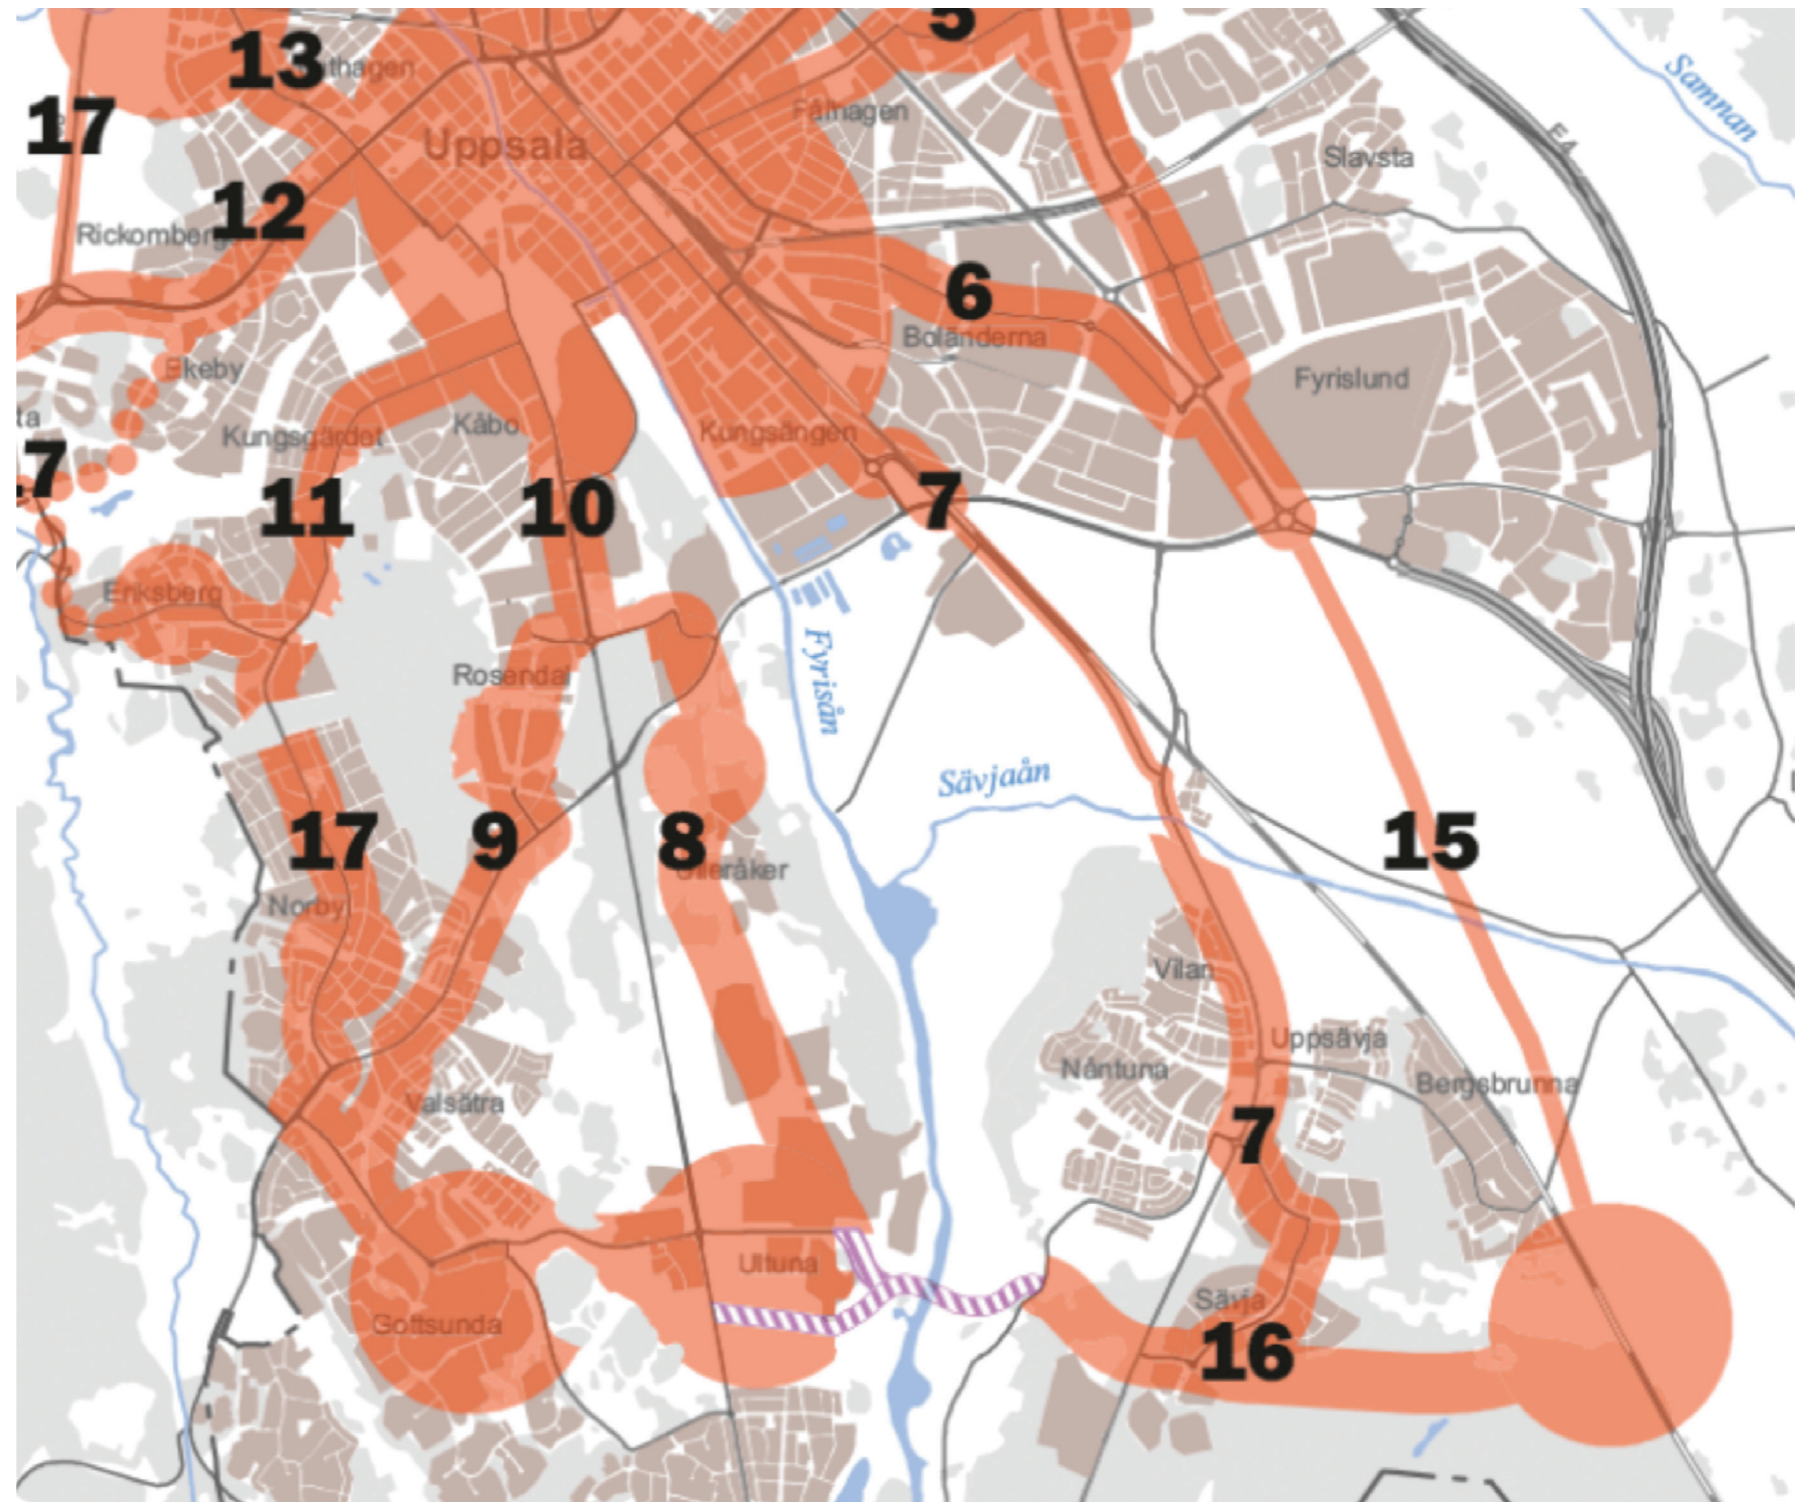 5
13
Samnan
17
Uppsala
Fålhagen
E4
Slavsta
12
6
Boländerna
Ekeby
Fyrislund
ta
Kungsgärdet
Kåbo
Kungsängen
7
11
10
7
Eriksberg
Fyrisån
Rosendal
Sävjaån
17
9
8
15
Norby
Vilan
Uppsävja
Nåntuna
Bergsbrunna
Valsätra
7
Ultuna
Sävja
Gottsunda
16